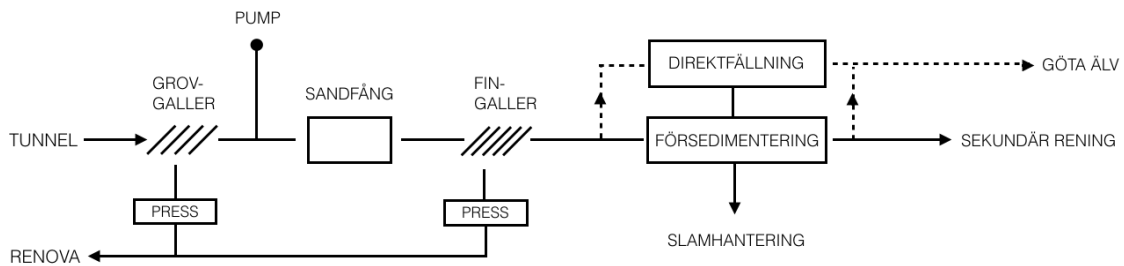 PUMP
GROV-
GALLER
SANDFÅNG
FIN-
GALLER
DIREKTFÄLLNING
GÖTA ÄLV
TUNNEL
FÖRSEDIMENTERING
SEKUNDÄR RENING
PRESS
PRESS
SLAMHANTERING
RENOVA